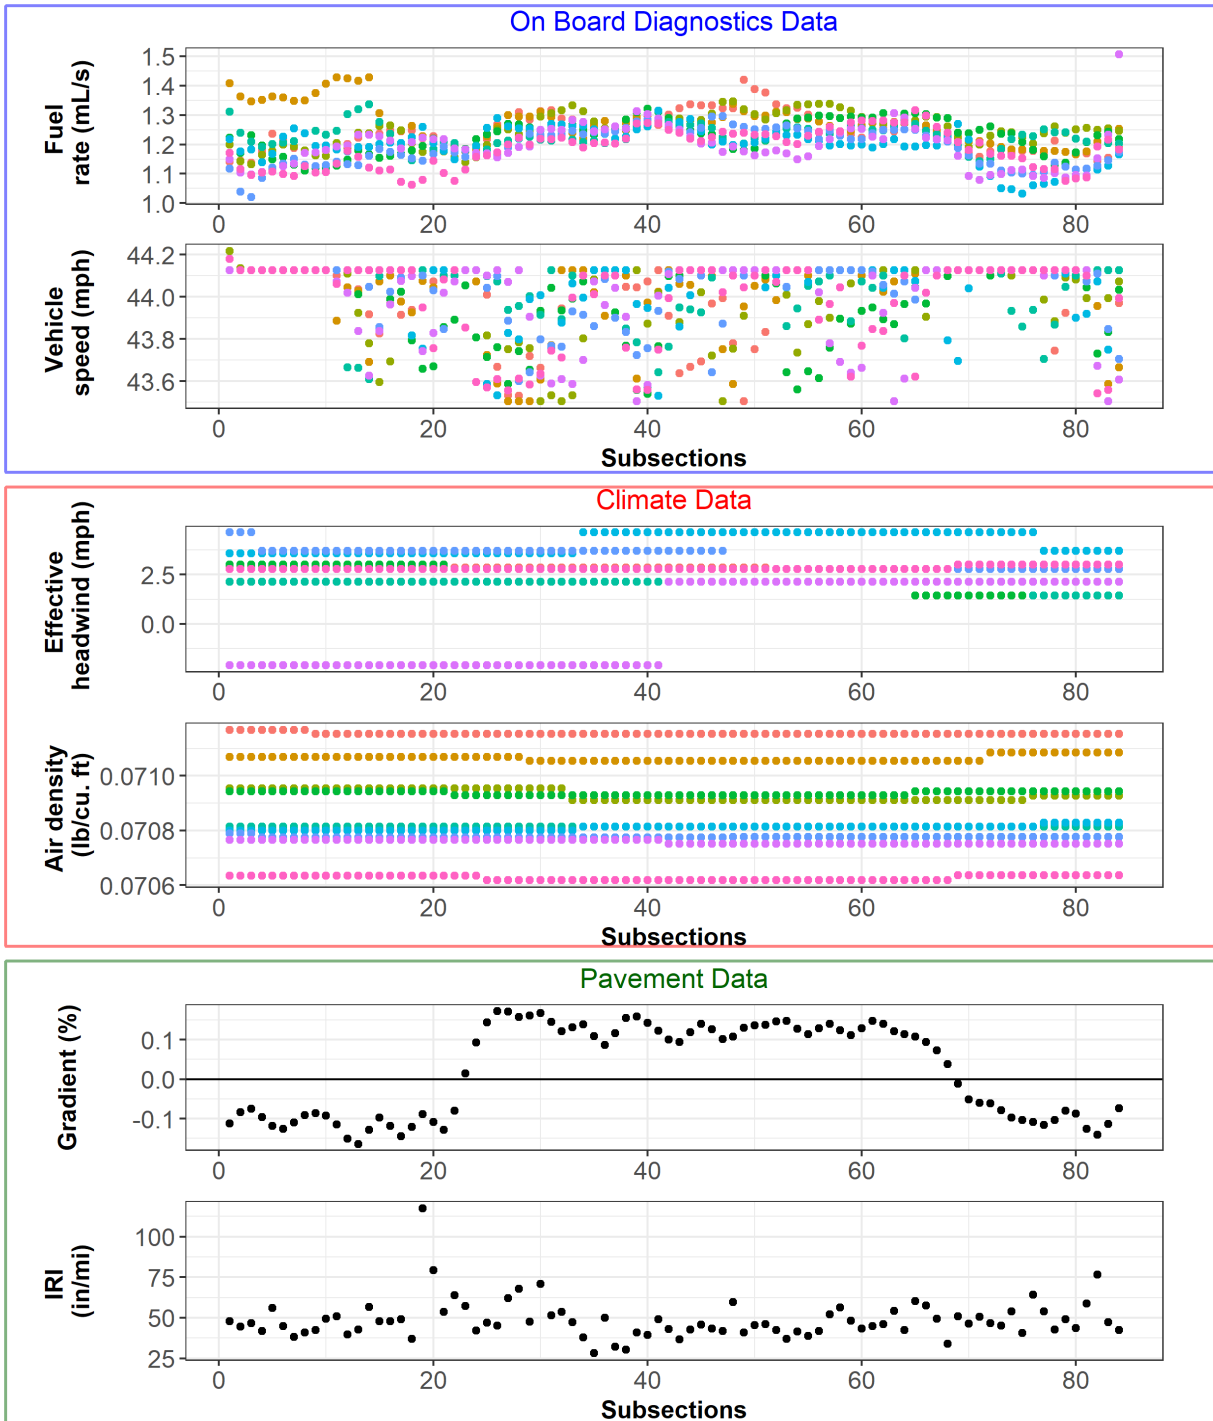 On Board Diagnostics Data
Fuel
rate (mL/s)
1.5
1.4
1.3
1.2
1.1
1.0
0 20 40 60 80
Vehicle
speed (mph)
44.2
44.0
43.8
43.6
0 20 40 60 80
Subsections
Climate Data
Effective
headwind (mph)
2.5
0.0
0 20 40 60 80
Air density
(lb/cu. ft)
0.0710
0.0708
0.0706
0 20 40 60 80
Subsections
Pavement Data
Gradient (%)
0.1
0.0
-0.1
0 20 40 60 80
IRI
(in/mi)
100
75
50
25
0 20 40 60 80
Subsections